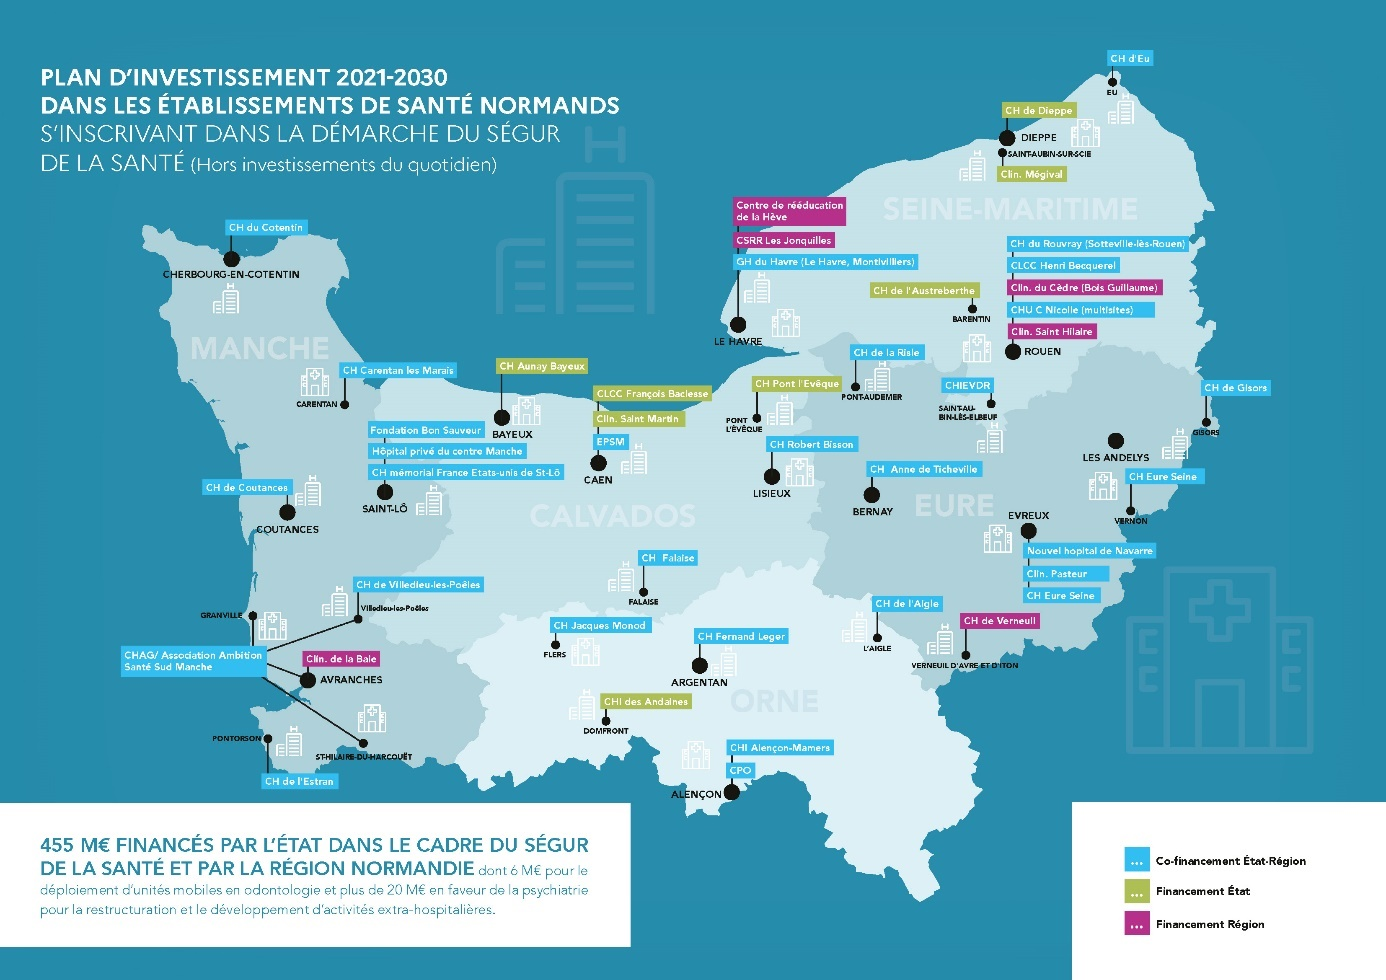 PLAN D'INVESTISSEMENT 2021-2030
DANS LES ÉTABLISSEMENTS DE SANTÉ NORMANDS
S'INSCRIVANT DANS LA DÉMARCHE DU SÉGUR
DE LA SANTÉ (Hors investissements du quotidien)
CH d'Eu
EU
CH de Dieppe
DIEPPE
SAINT-AUBIN-SUR-SCIE
Clin. Mégival
SEINE-MARITIME
Centre de rééducation
de la Hève
CSRR Les Jonquilles
GH du Havre (Le Havre, Montivilliers)
LE HAVRE
CH de l'Austreberthe
BARENTIN
CH du Rouvray (Sotteville-lès-Rouen)
CLCC Henri Becquerel
Clin. du Cèdre (Bois Guillaume)
CHU C Nicolle (multisites)
Clin. Saint Hilaire
ROUEN
CH du Cotentin
CHERBOURG-EN-COTENTIN
MANCHE
CH Carentan les Marais
CARENTAN
CH Aunay Bayeux
BAYEUX
CLCC François Baclesse
Clin. Saint Martin
EPSM
CAEN
CH Pont l'Evêque
PONT
L'ÉVÊQUE
CH de la Risle
PONT-AUDEMER
CHIEVDR
SAINT-AU-
BIN-LÈS-ELBEUF
CH de Gisors
GISORS
LES ANDELYS
Fondation Bon Sauveur
Hôpital privé du centre Manche
CH mémorial France Etats-unis de St-Lô
SAINT-LÔ
CH de Coutances
COUTANCES
CALVADOS
CH Robert Bisson
LISIEUX
CH Anne de Ticheville
BERNAY
EURE
CH Eure Seine
VERNON
EVREUX
Nouvel hopital de Navarre
Clin. Pasteur
CH Eure Seine
CH Falaise
FALAISE
CH de Villedieu-les-Poêles
Villedieu-les-Poêles
GRANVILLE
CHAG/ Association Ambition
Santé Sud Manche
Clin. de la Baie
AVRANCHES
PONTORSON
CH de l'Estran
ST-HILAIRE-DU-HARCOUËT
CH Jacques Monod
FLERS
CH Fernand Leger
ARGENTAN
ORNE
CHI des Andaines
DOMFRONT
CHI Alençon-Mamers
CPO
ALENÇON
CH de l'Aigle
L'AIGLE
CH de Verneuil
VERNEUIL D'AVRE ET D'ITON
455 M€ FINANCÉS PAR L'ÉTAT DANS LE CADRE DU SÉGUR
DE LA SANTÉ ET PAR LA RÉGION NORMANDIE dont 6 M€ pour le
déploiement d'unités mobiles en odontologie et plus de 20 M€ en faveur de la psychiatrie
pour la restructuration et le développement d'activités extra-hospitalières.
... Co-financement État-Région
... Financement État
... Financement Région